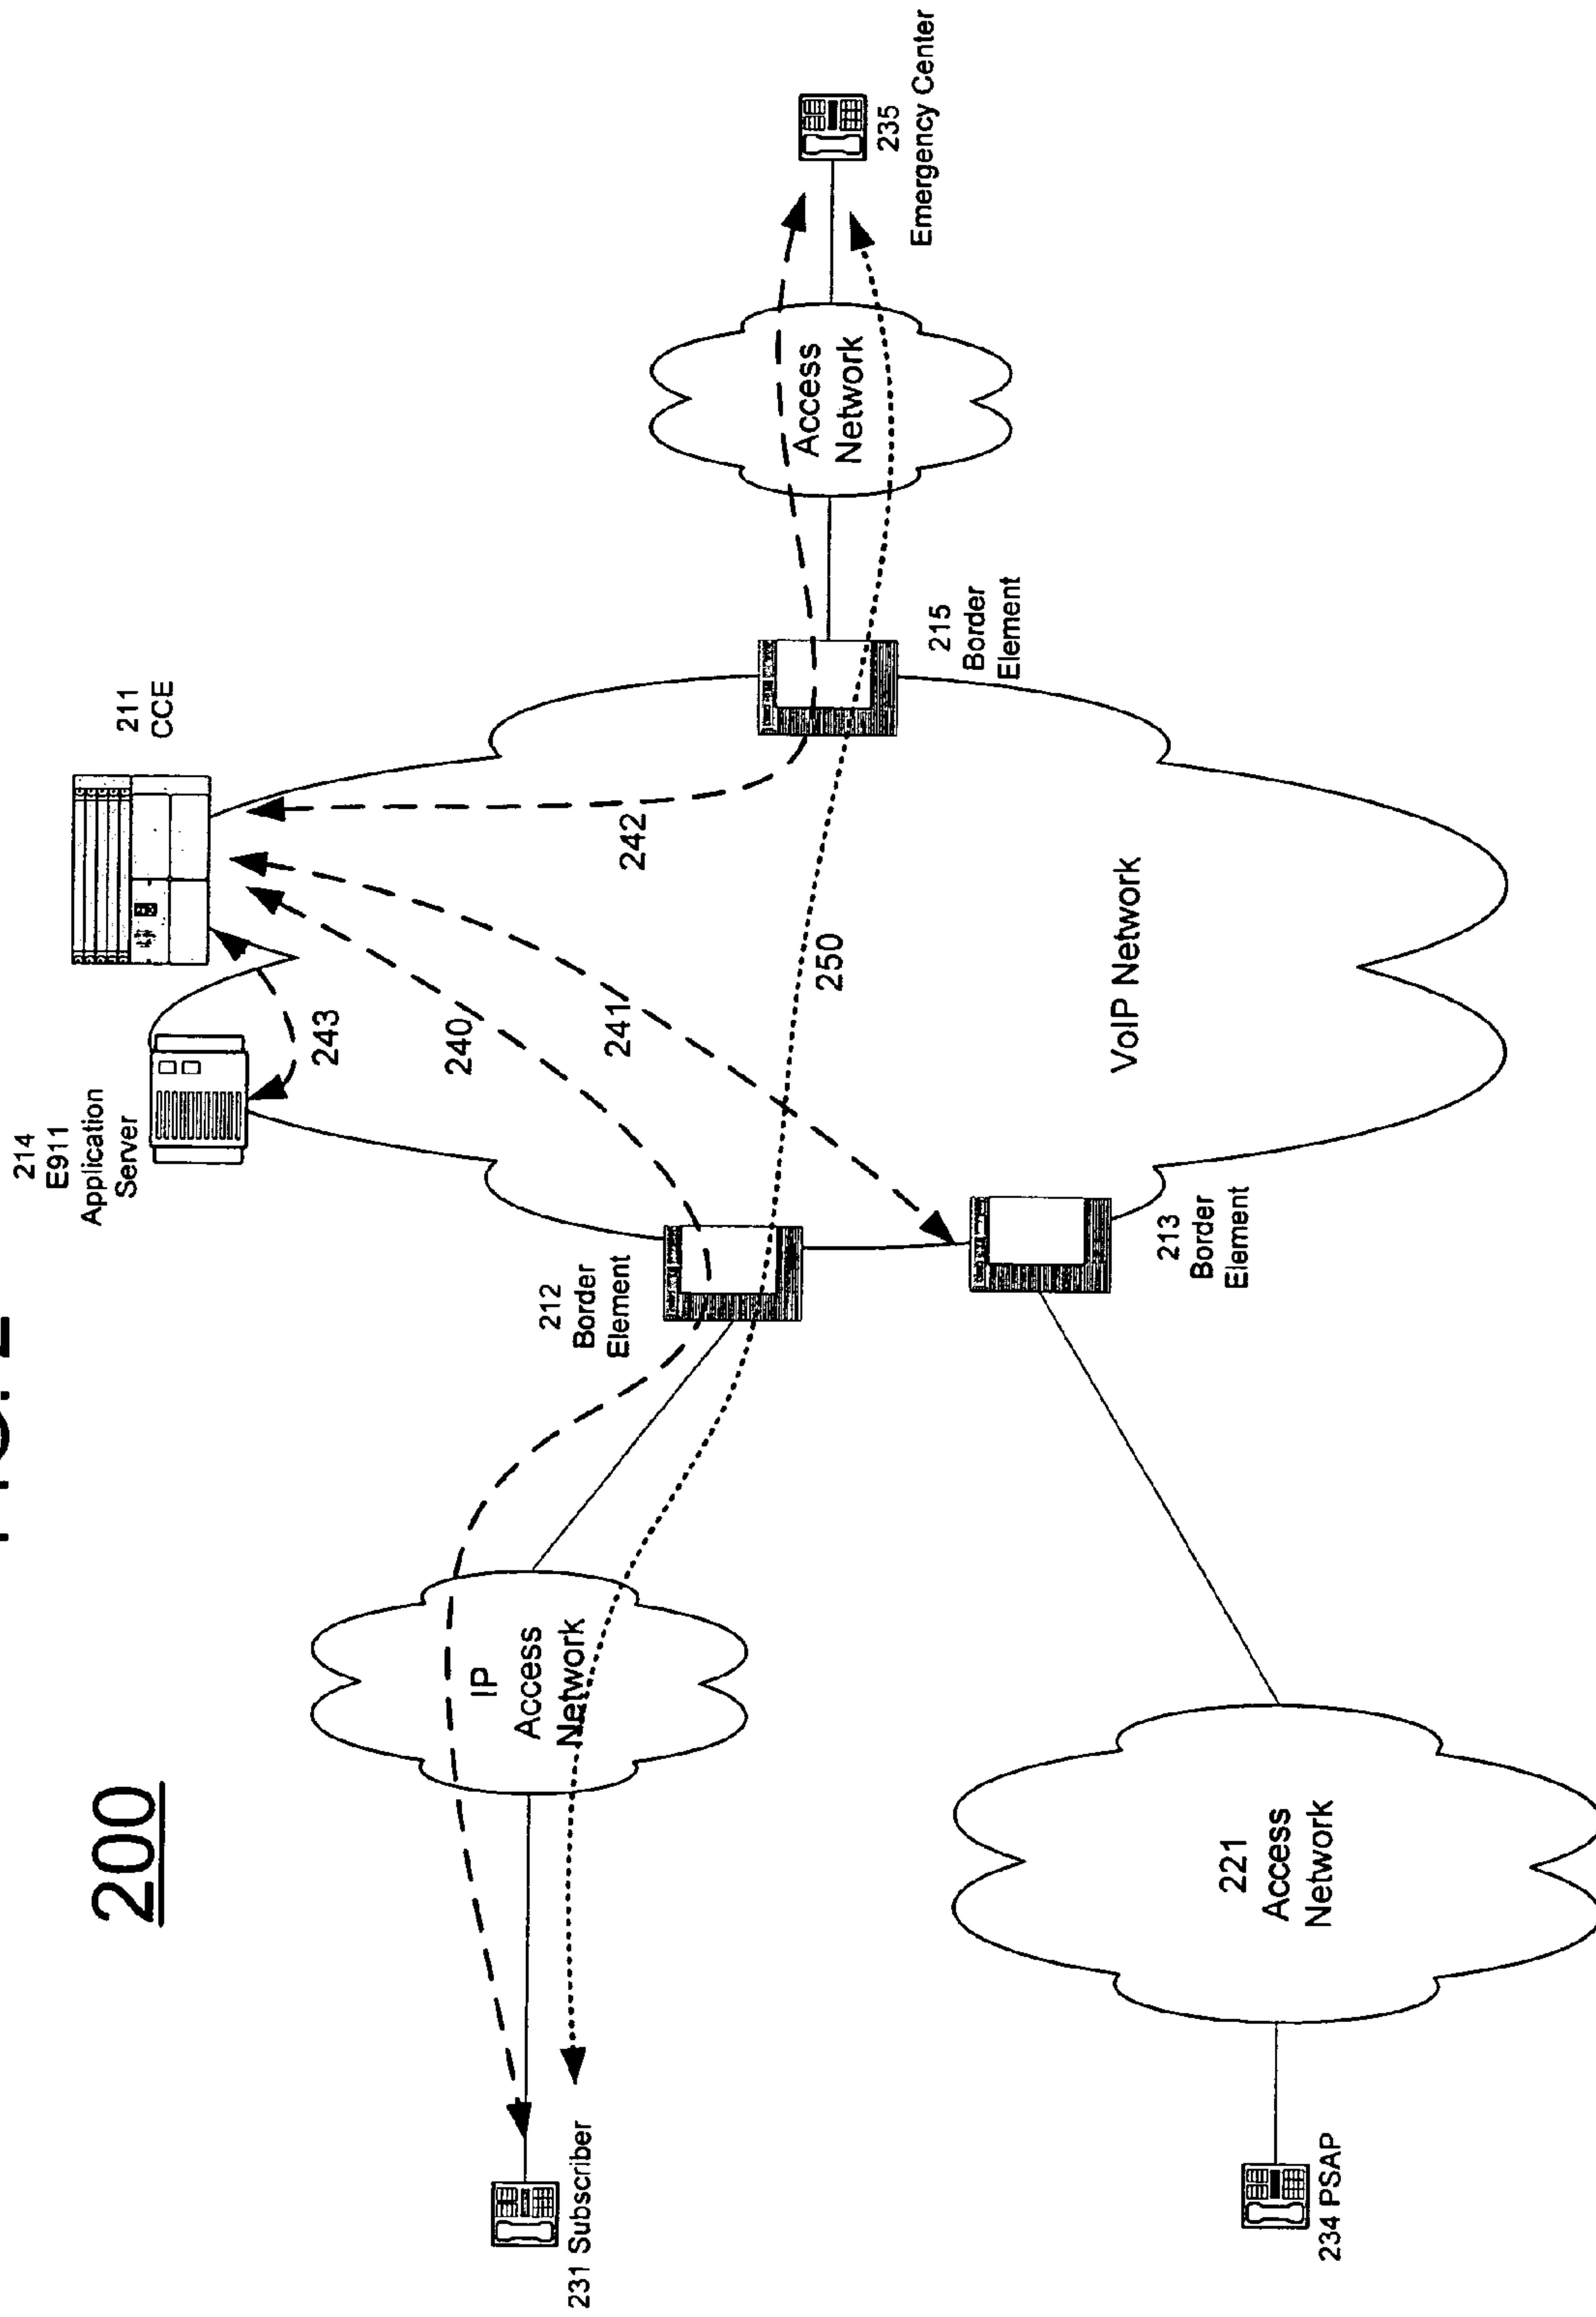 200
214
E911
Application
Server
211
CCE
243
240
IP
Access
Network
212
Border
Element
231 Subscriber
241
242
250
Access
Network
235
Emergency Center
215
Border
Element
VoIP Network
213
Border
Element
221
Access
Network
234 PSAP